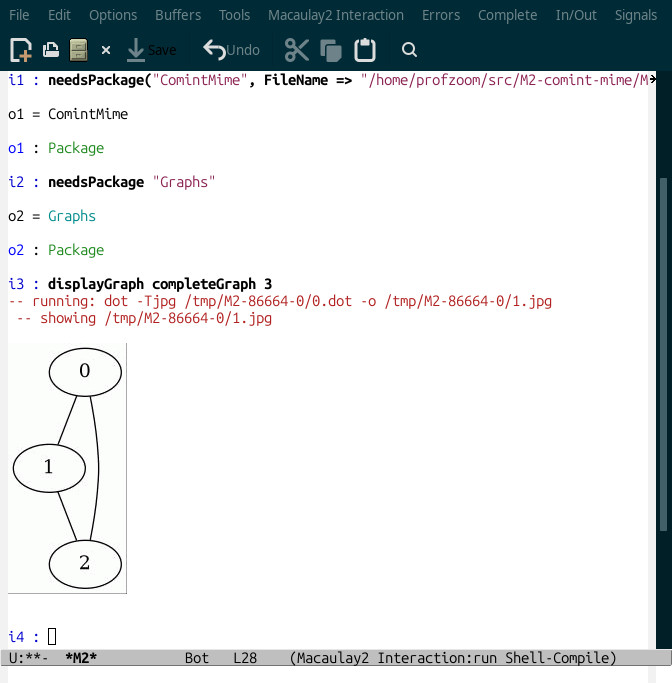 File Edit Options Buffers Tools Macaulay2 Interaction Errors Complete In/Out Signals
Save Undo
i1 : needsPackage("ComintMime", FileName => "/home/profzoom/src/M2-comint-mime/M
o1 = ComintMime
o1 : Package
i2 : needsPackage "Graphs"
o2 = Graphs
o2 : Package
i3 : displayGraph completeGraph 3
-- running: dot -Tjpg /tmp/M2-86664-0/0.dot -o /tmp/M2-86664-0/1.jpg
-- showing /tmp/M2-86664-0/1.jpg
0
1
2
i4 :
U:**- *M2* Bot L28 (Macaulay2 Interaction:run Shell-Compile)